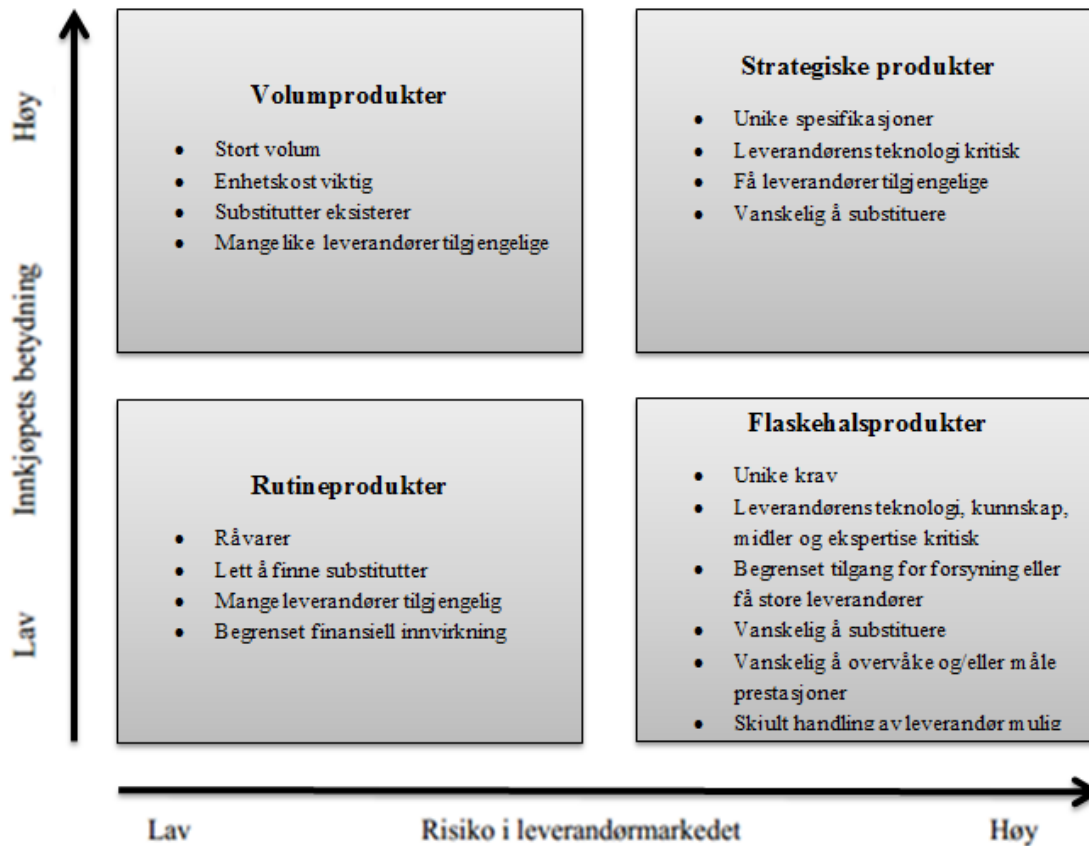 Høy
Innkjøpets betydning
Lav
Volumprodukter
• Stort volum
• Enhetskost viktig
• Substitutter eksisterer
• Mange like leverandører tilgjengelige
Strategiske produkter
• Unike spesifikasjoner
• Leverandørens teknologi kritisk
• Få leverandører tilgjengelige
• Vanskelig å substituere
Rutineprodukter
• Råvarer
• Lett å finne substitutter
• Mange leverandører tilgjengelig
• Begrenset finansiell innvirkning
Flaskehalsprodukter
• Unike krav
• Leverandørens teknologi, kunnskap,
midler og ekspertise kritisk
• Begrenset tilgang for forsyning eller
få store leverandører
• Vanskelig å substituere
• Vanskelig å overvåke og/eller måle
prestasjoner
• Skjult handling av leverandør mulig
Lav
Risiko i leverandørmarkedet
Høy